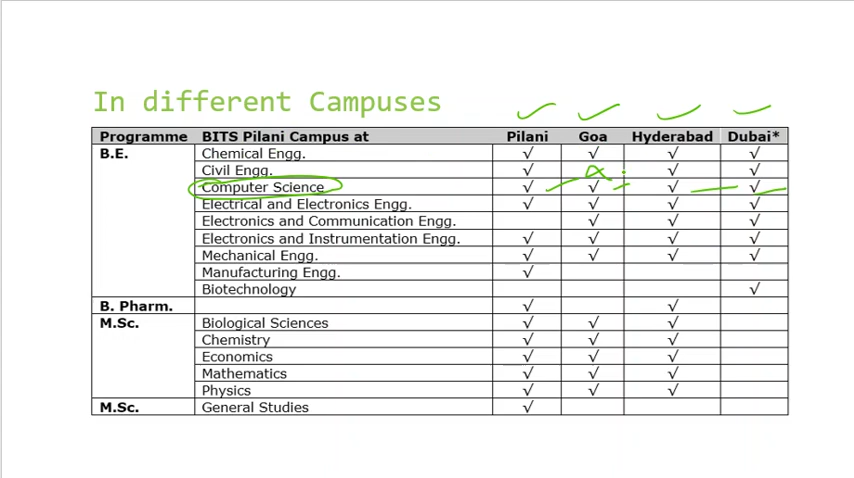 In different Campuses
Programme BITS Pilani Campus at Pilani Goa Hyderabad Dubai*
B.E. Chemical Engg. √ √ √ √
Civil Engg. √ √ √
Computer Science √ √ √ √
Electrical and Electronics Engg. √ √ √ √
Electronics and Communication Engg. √ √ √
Electronics and Instrumentation Engg. √ √ √ √
Mechanical Engg. √ √ √ √
Manufacturing Engg. √
Biotechnology √
B. Pharm. √ √
M.Sc. Biological Sciences √ √ √
Chemistry √ √ √
Economics √ √ √
Mathematics √ √ √
Physics √ √ √
M.Sc. General Studies √